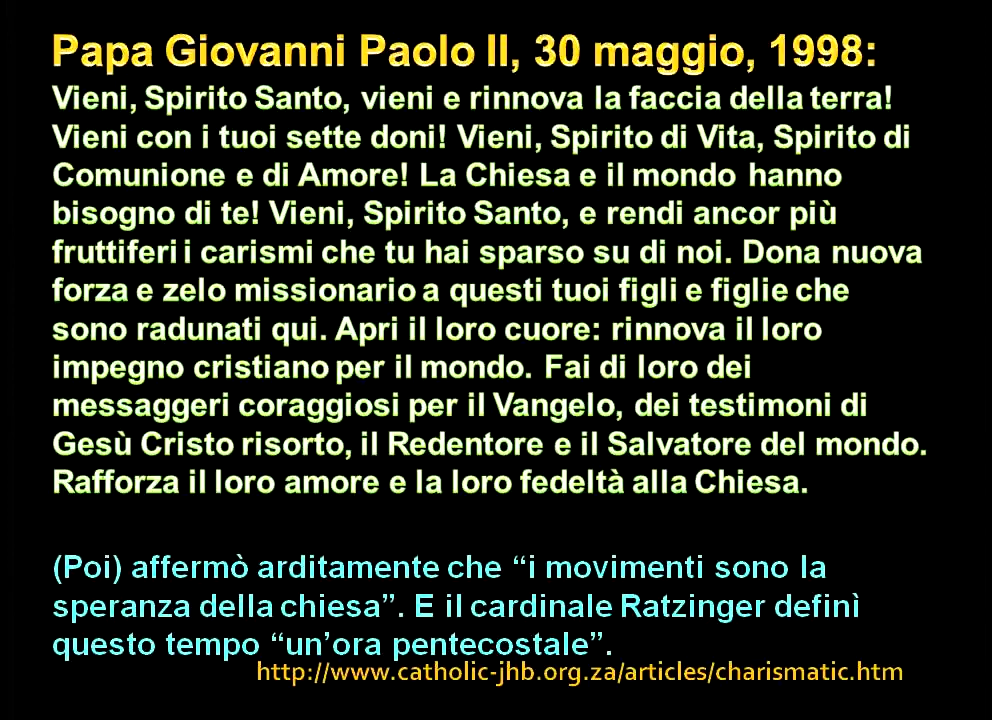 Papa Giovanni Paolo II, 30 maggio, 1998:
Vieni, Spirito Santo, vieni e rinnova la faccia della terra!
Vieni con i tuoi sette doni! Vieni, Spirito di Vita, Spirito di
Comunione e di Amore! La Chiesa e il mondo hanno
bisogno di te! Vieni, Spirito Santo, e rendi ancor più
fruttiferi i carismi che tu hai sparso su di noi. Dona nuova
forza e zelo missionario a questi tuoi figli e figlie che
sono radunati qui. Apri il loro cuore: rinnova il loro
impegno cristiano per il mondo. Fai di loro dei
messaggeri coraggiosi per il Vangelo, dei testimoni di
Gesù Cristo risorto, il Redentore e il Salvatore del mondo.
Rafforza il loro amore e la loro fedeltà alla Chiesa.
(Poi) affermò arditamente che “i movimenti sono la
speranza della chiesa”. E il cardinale Ratzinger definì
questo tempo “un’ora pentecostale”.
http://www.catholic-jhb.org.za/articles/charismatic.htm